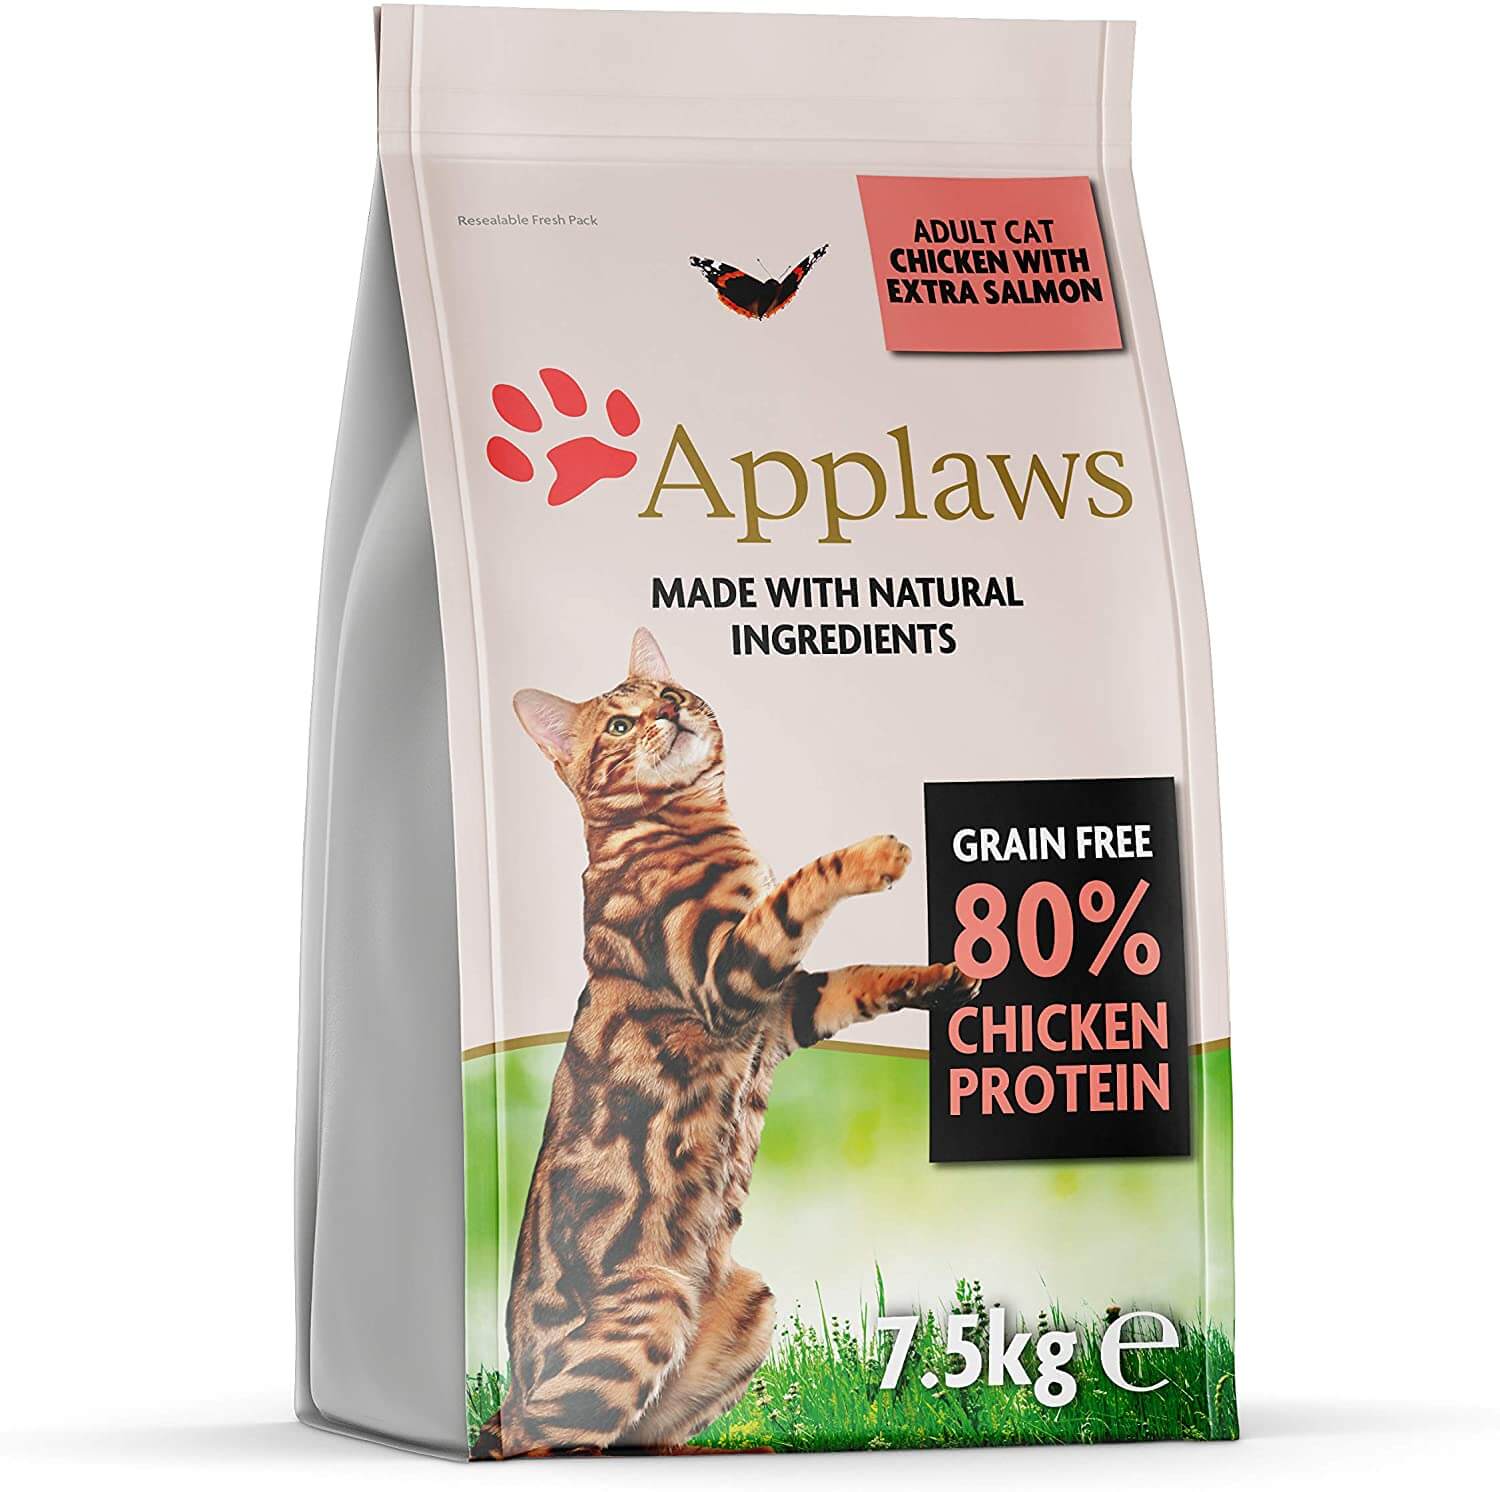 Resealable Fresh Pack
ADULT CAT
CHICKEN WITH
EXTRA SALMON
Applaws
MADE WITH NATURAL
INGREDIENTS
GRAIN FREE
80%
CHICKEN
PROTEIN
7.5kg ℮